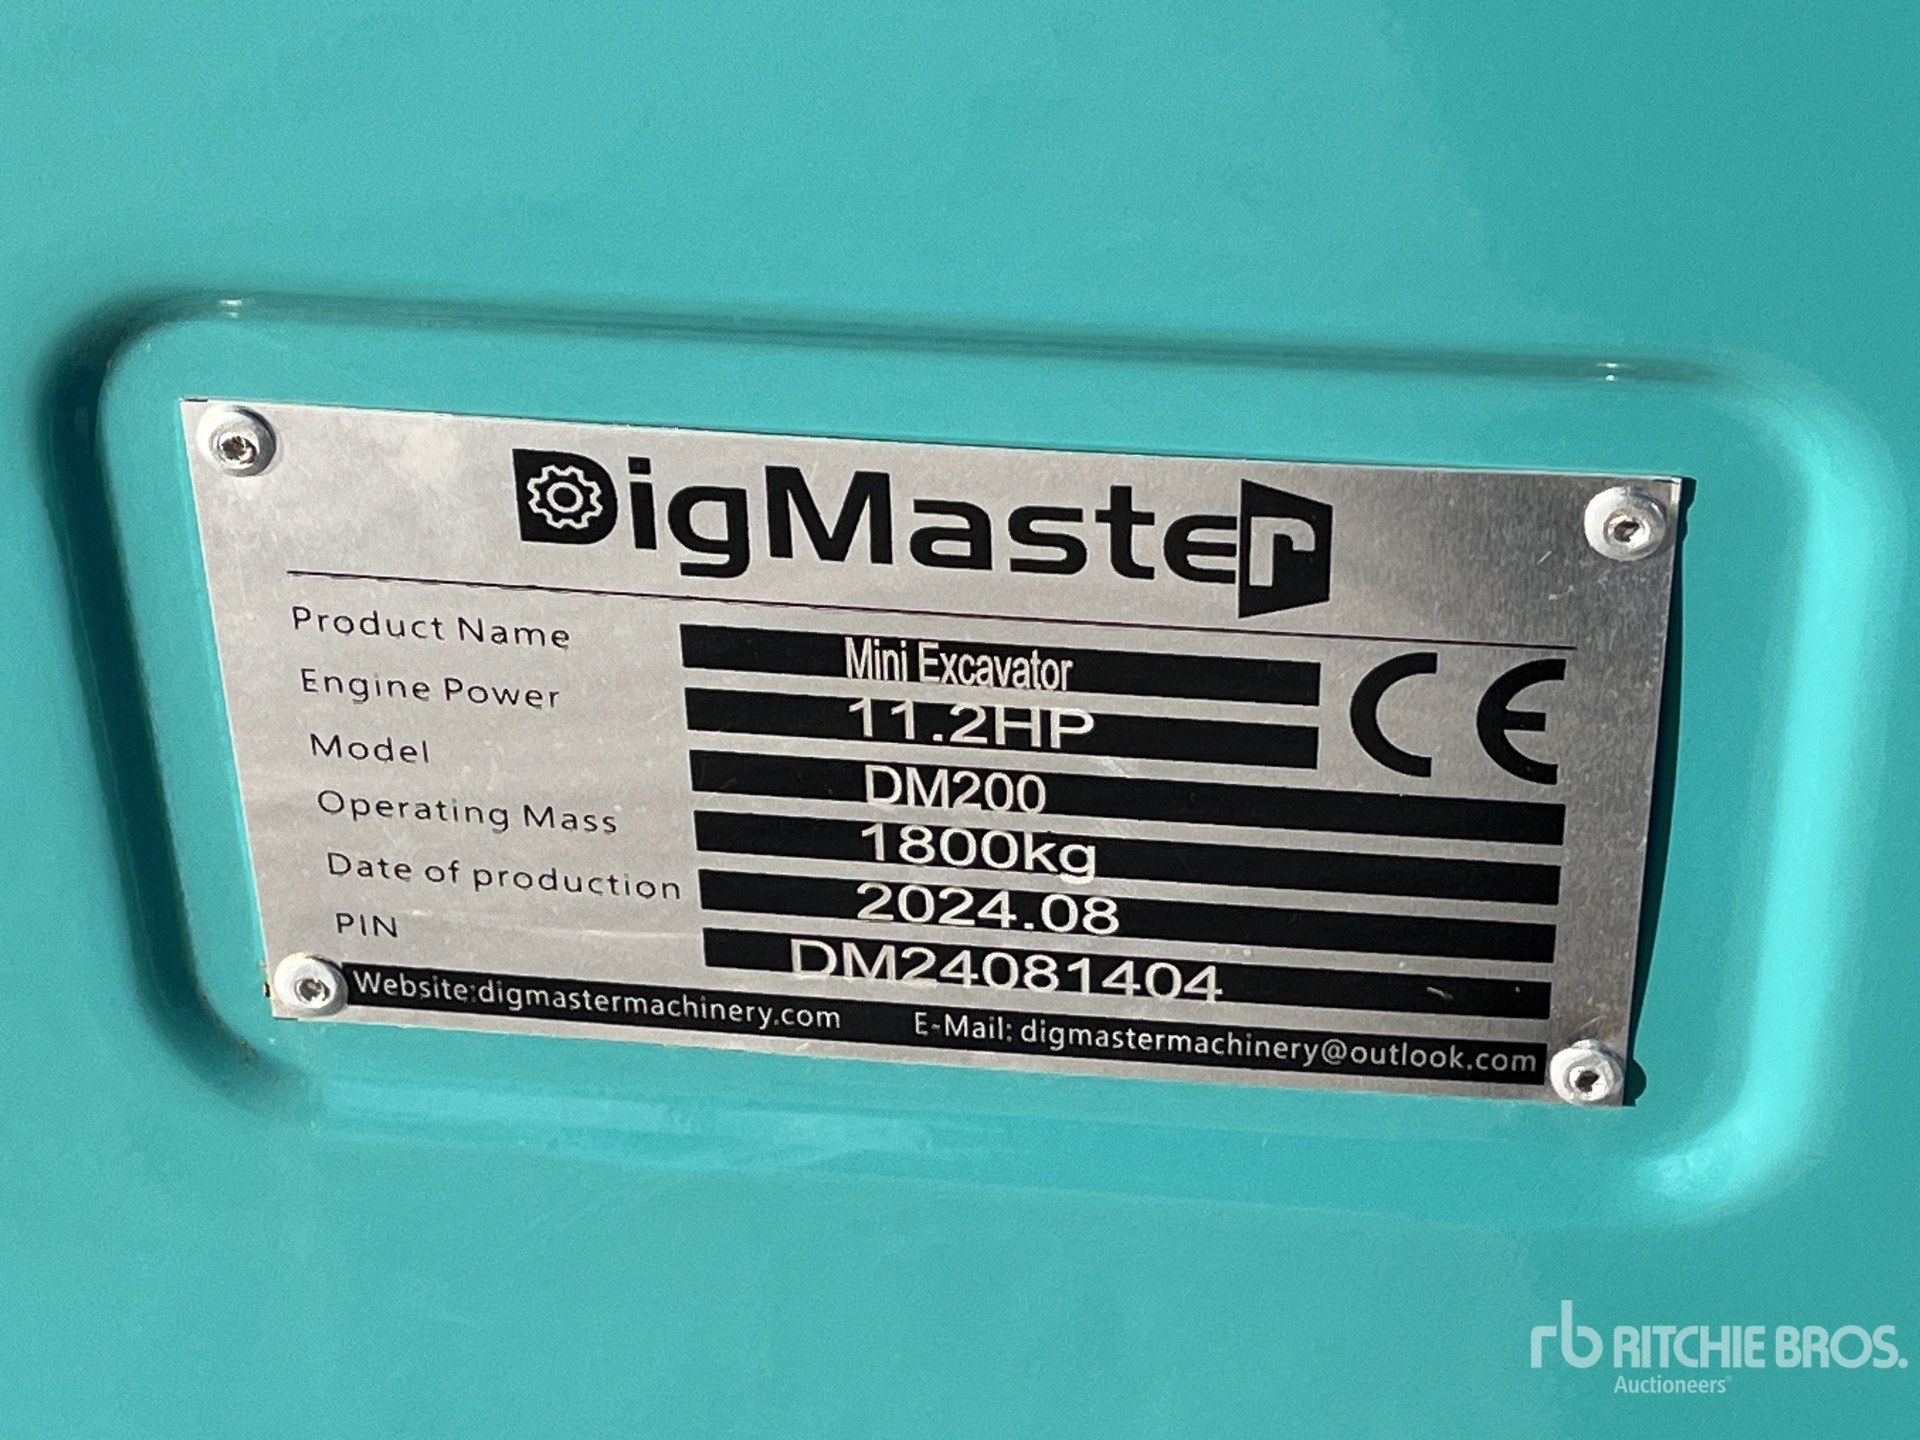 DigMaster
Product Name Mini Excavator
Engine Power 11.2HP
Model DM200
Operating Mass 1800kg
Date of production 2024.08
PIN DM24081404
CE
Website:digmastermachinery.com E-Mail: digmastermachinery@outlook.com
rb RITCHIE BROS.
Auctioneers